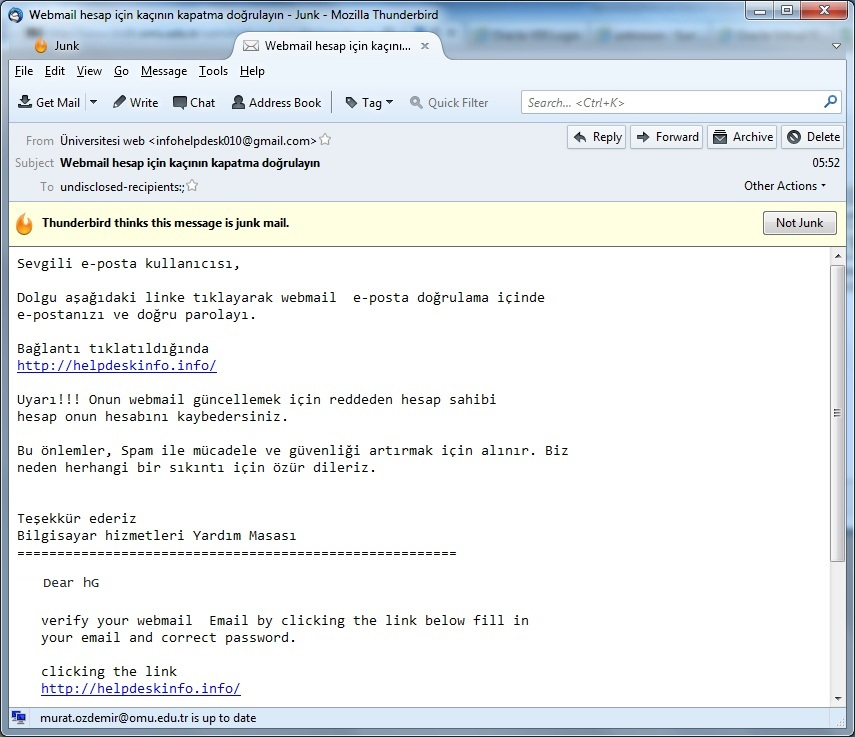 Webmail hesap için kaçının kapatma doğrulayın - Junk - Mozilla Thunderbird
Junk
Webmail hesap için kaçını...
File Edit View Go Message Tools Help
Get Mail Write Chat Address Book Tag Quick Filter Search... <Ctrl+K>
From Üniversitesi web <infohelpdesk010@gmail.com> Reply Forward Archive Delete
Subject Webmail hesap için kaçının kapatma doğrulayın 05:52
To undisclosed-recipients:; Other Actions
Thunderbird thinks this message is junk mail. Not Junk
Sevgili e-posta kullanıcısı,
Dolgu aşağıdaki linke tıklayarak webmail e-posta doğrulama içinde
e-postanızı ve doğru parolayı.
Bağlantı tıklatıldığında
http://helpdeskinfo.info/
Uyarı!!! Onun webmail güncellemek için reddeden hesap sahibi
hesap onun hesabını kaybedersiniz.
Bu önlemler, Spam ile mücadele ve güvenliği artırmak için alınır. Biz
neden herhangi bir sıkıntı için özür dileriz.
Teşekkür ederiz
Bilgisayar hizmetleri Yardım Masası
======================================================
Dear hG
verify your webmail Email by clicking the link below fill in
your email and correct password.
clicking the link
http://helpdeskinfo.info/
murat.ozdemir@omu.edu.tr is up to date